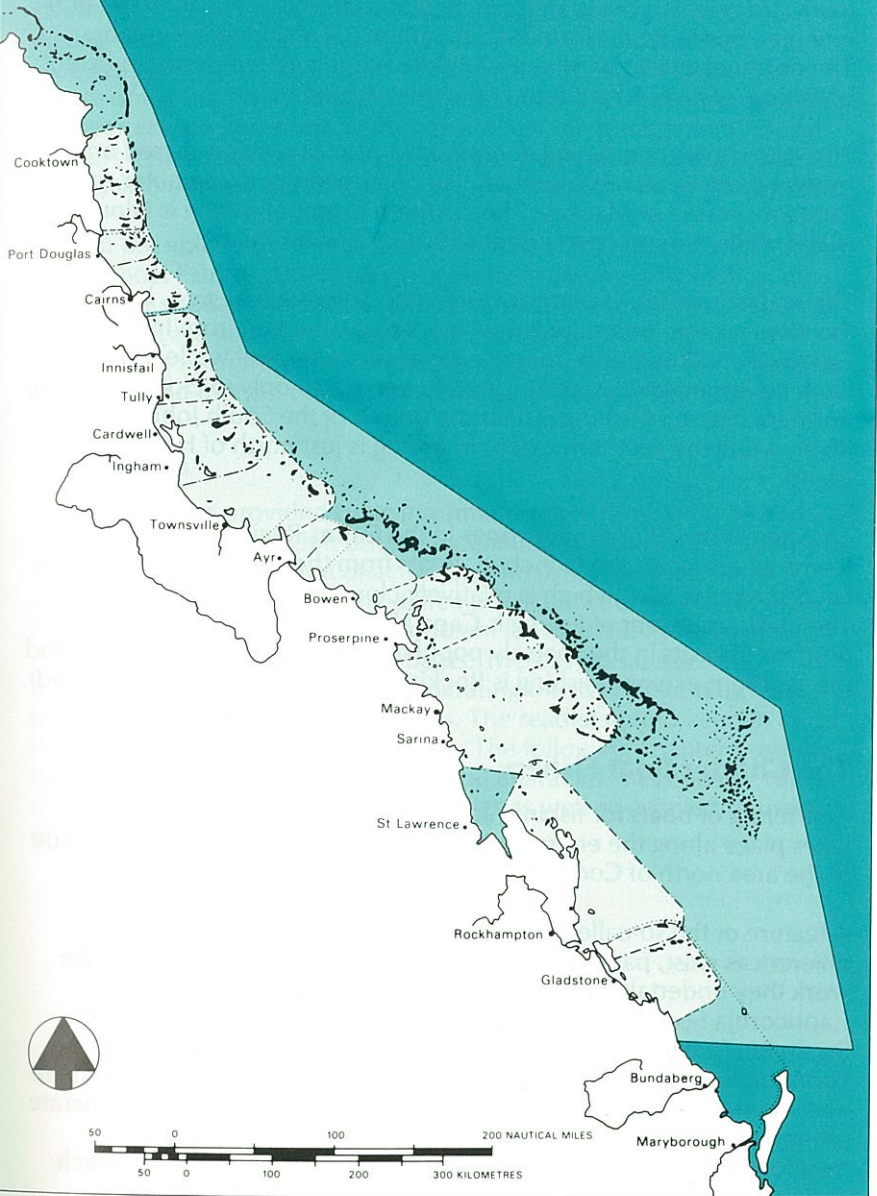 Cooktown
Port Douglas
Cairns
Innisfail
Tully
Cardwell
Ingham
Townsville
Ayr
Bowen
Proserpine
Mackay
Sarina
St Lawrence
Rockhampton
Gladstone
Bundaberg
Maryborough
50 0 100 200 NAUTICAL MILES
50 0 100 200 300 KILOMETRES